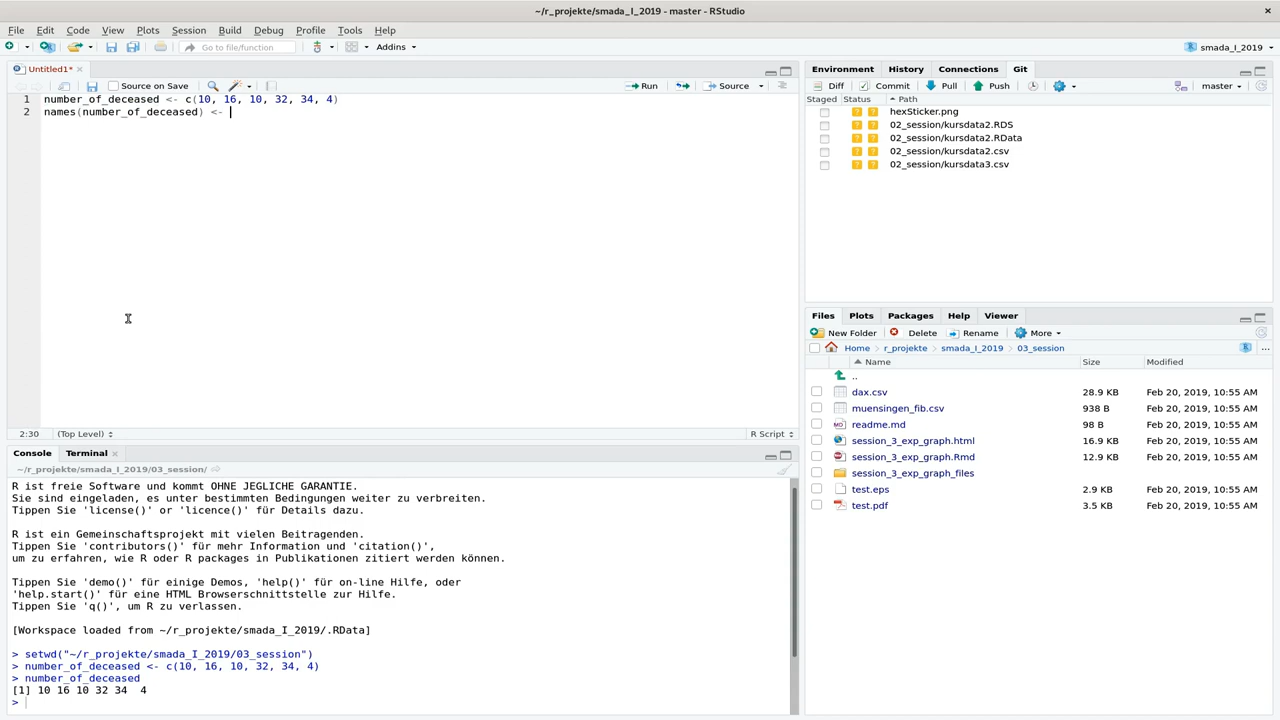 ~/r_projekte/smada_I_2019 - master - RStudio
File Edit Code View Plots Session Build Debug Profile Tools Help
Go to file/function Addins smada_I_2019
Untitled1*
Source on Save Run Source
1 number_of_deceased <- c(10, 16, 10, 32, 34, 4)
2 names(number_of_deceased) <-
2:30 (Top Level) R Script
Console Terminal
~/r_projekte/smada_I_2019/03_session/
R ist freie Software und kommt OHNE JEGLICHE GARANTIE.
Sie sind eingeladen, es unter bestimmten Bedingungen weiter zu verbreiten.
Tippen Sie 'license()' or 'licence()' für Details dazu.
R ist ein Gemeinschaftsprojekt mit vielen Beitragenden.
Tippen Sie 'contributors()' für mehr Information und 'citation()',
um zu erfahren, wie R oder R packages in Publikationen zitiert werden können.
Tippen Sie 'demo()' für einige Demos, 'help()' für on-line Hilfe, oder
'help.start()' für eine HTML Browserschnittstelle zur Hilfe.
Tippen Sie 'q()', um R zu verlassen.
[Workspace loaded from ~/r_projekte/smada_I_2019/.RData]
> setwd("~/r_projekte/smada_I_2019/03_session")
> number_of_deceased <- c(10, 16, 10, 32, 34, 4)
> number_of_deceased
[1] 10 16 10 32 34  4
>
Environment History Connections Git
Diff Commit Pull Push master
Staged Status Path
? ? hexSticker.png
? ? 02_session/kursdata2.RDS
? ? 02_session/kursdata2.RData
? ? 02_session/kursdata2.csv
? ? 02_session/kursdata3.csv
Files Plots Packages Help Viewer
New Folder Delete Rename More
Home > r_projekte > smada_I_2019 > 03_session ...
Name Size Modified
..
dax.csv 28.9 KB Feb 20, 2019, 10:55 AM
muensingen_fib.csv 938 B Feb 20, 2019, 10:55 AM
readme.md 98 B Feb 20, 2019, 10:55 AM
session_3_exp_graph.html 16.9 KB Feb 20, 2019, 10:55 AM
session_3_exp_graph.Rmd 12.9 KB Feb 20, 2019, 10:55 AM
session_3_exp_graph_files
test.eps 2.9 KB Feb 20, 2019, 10:55 AM
test.pdf 3.5 KB Feb 20, 2019, 10:55 AM